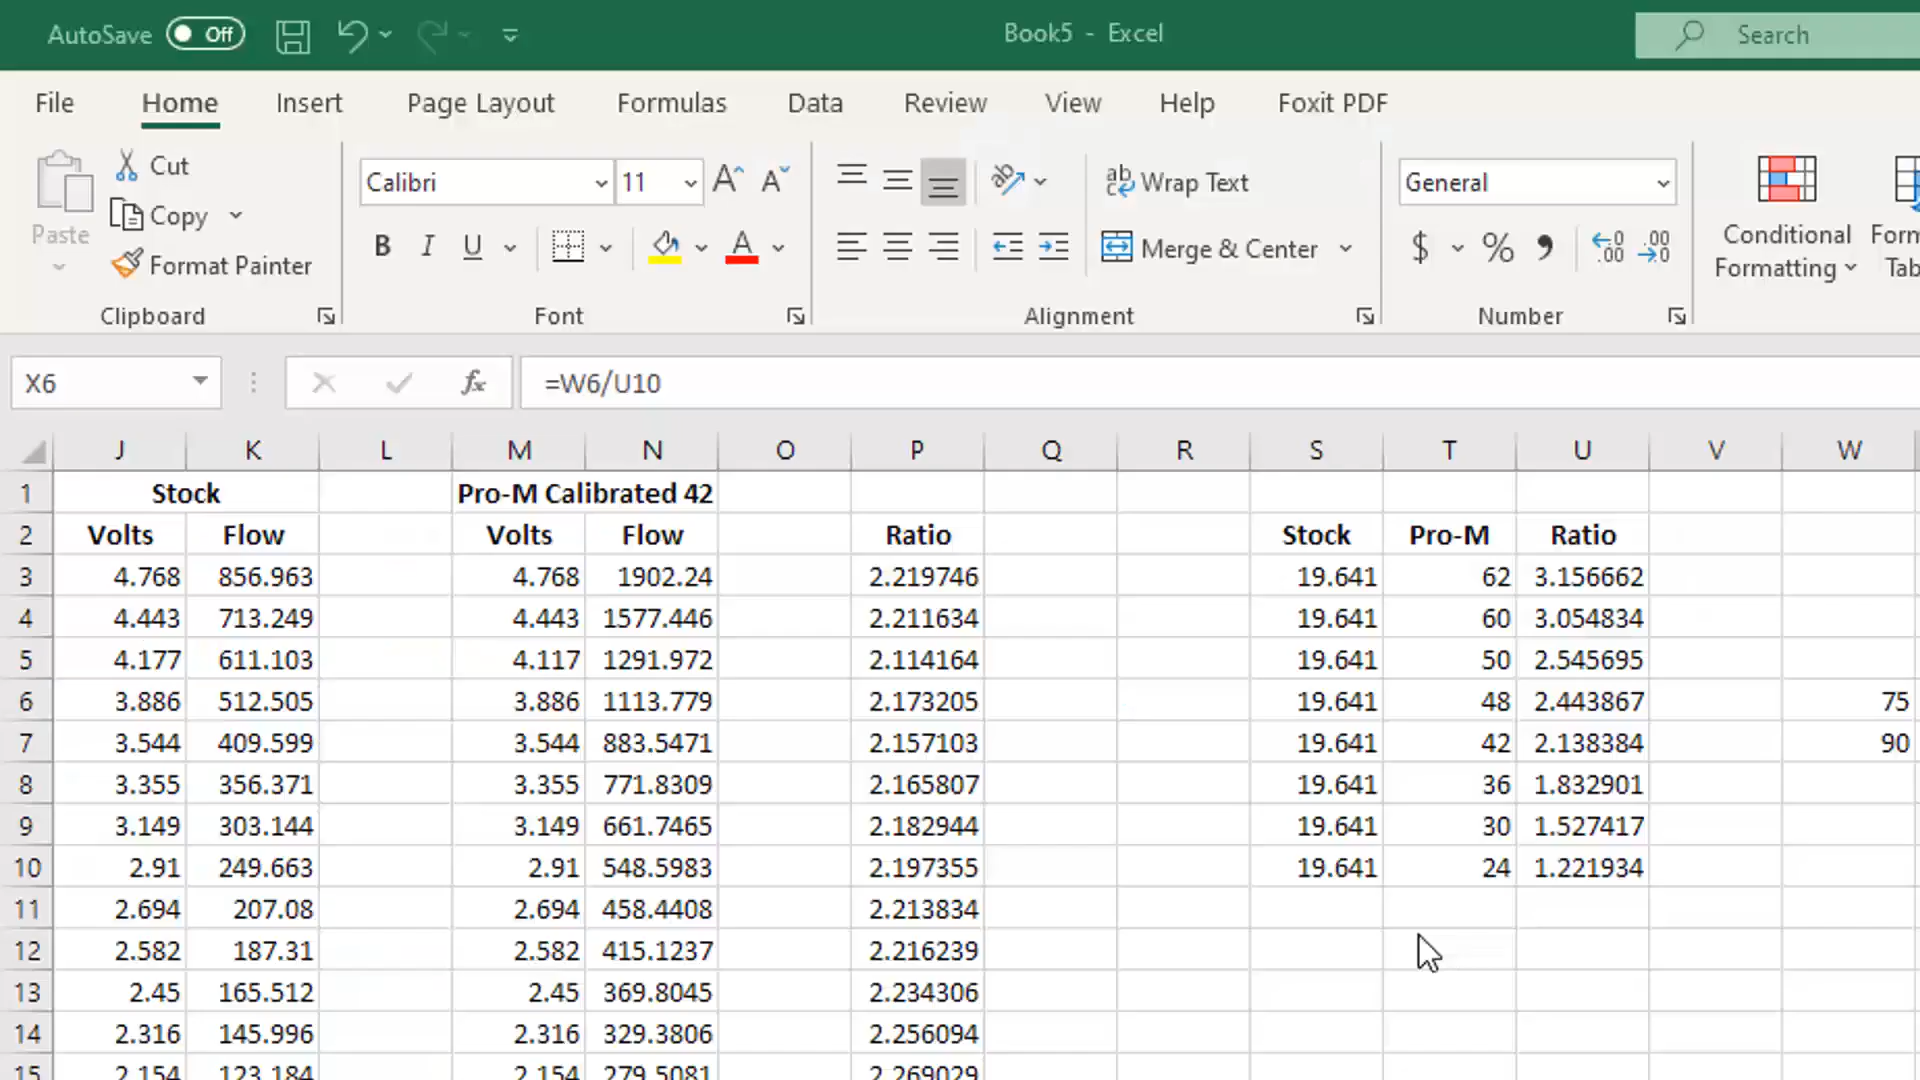 AutoSave Off Book5 - Excel Search
File Home Insert Page Layout Formulas Data Review View Help Foxit PDF
Paste Cut Copy Format Painter
Calibri 11 A A
B I U A
ab Wrap Text
Merge & Center
General
$ % , .00 .00
Conditional Formatting
Clipboard Font Alignment Number
X6 fx =W6/U10
J K L M N O P Q R S T U V W
1 Stock Pro-M Calibrated 42
2 Volts Flow Volts Flow Ratio Stock Pro-M Ratio
3 4.768 856.963 4.768 1902.24 2.219746 19.641 62 3.156662
4 4.443 713.249 4.443 1577.446 2.211634 19.641 60 3.054834
5 4.177 611.103 4.117 1291.972 2.114164 19.641 50 2.545695
6 3.886 512.505 3.886 1113.779 2.173205 19.641 48 2.443867 75
7 3.544 409.599 3.544 883.5471 2.157103 19.641 42 2.138384 90
8 3.355 356.371 3.355 771.8309 2.165807 19.641 36 1.832901
9 3.149 303.144 3.149 661.7465 2.182944 19.641 30 1.527417
10 2.91 249.663 2.91 548.5983 2.197355 19.641 24 1.221934
11 2.694 207.08 2.694 458.4408 2.213834
12 2.582 187.31 2.582 415.1237 2.216239
13 2.45 165.512 2.45 369.8045 2.234306
14 2.316 145.996 2.316 329.3806 2.256094
15 2.154 123.184 2.154 279.5081 2.269029